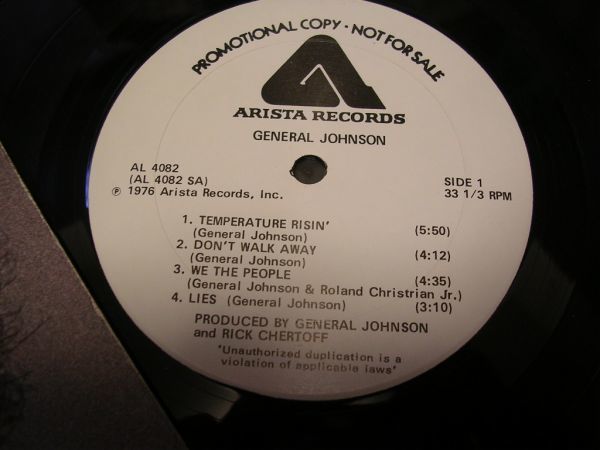 PROMOTIONAL COPY - NOT FOR SALE
ARISTA RECORDS
GENERAL JOHNSON
AL 4082
(AL 4082 SA)
℗ 1976 Arista Records, Inc.
SIDE 1
33 1/3 RPM
1. TEMPERATURE RISIN' (5:50)
(General Johnson)
2. DON'T WALK AWAY (4:12)
(General Johnson)
3. WE THE PEOPLE (4:35)
(General Johnson & Roland Christrian Jr.)
4. LIES (General Johnson) (3:10)
PRODUCED BY GENERAL JOHNSON
and RICK CHERTOFF
"Unauthorized duplication is a
violation of applicable laws"